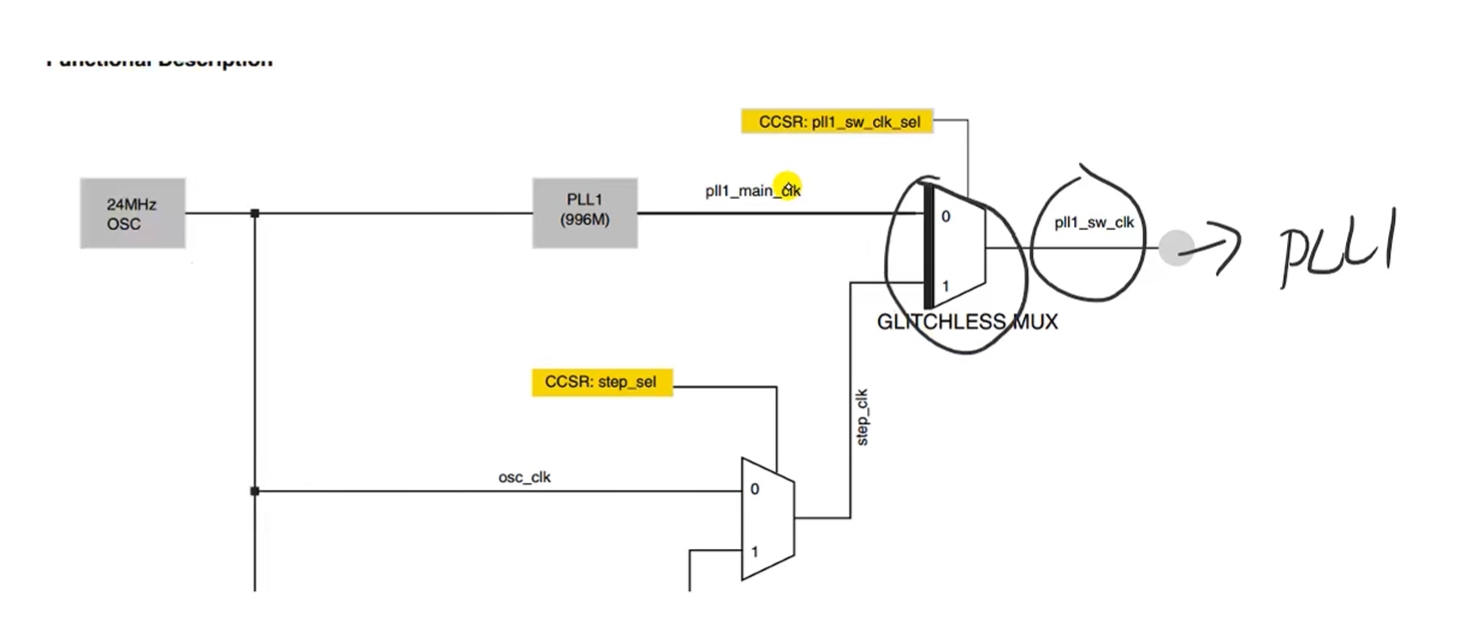 Functional Description
CCSR: pll1_sw_clk_sel
24MHz
OSC
PLL1
(996M)
pll1_main_clk
0
1
pll1_sw_clk
PLL1
GLITCHLESS MUX
CCSR: step_sel
step_clk
osc_clk
0
1